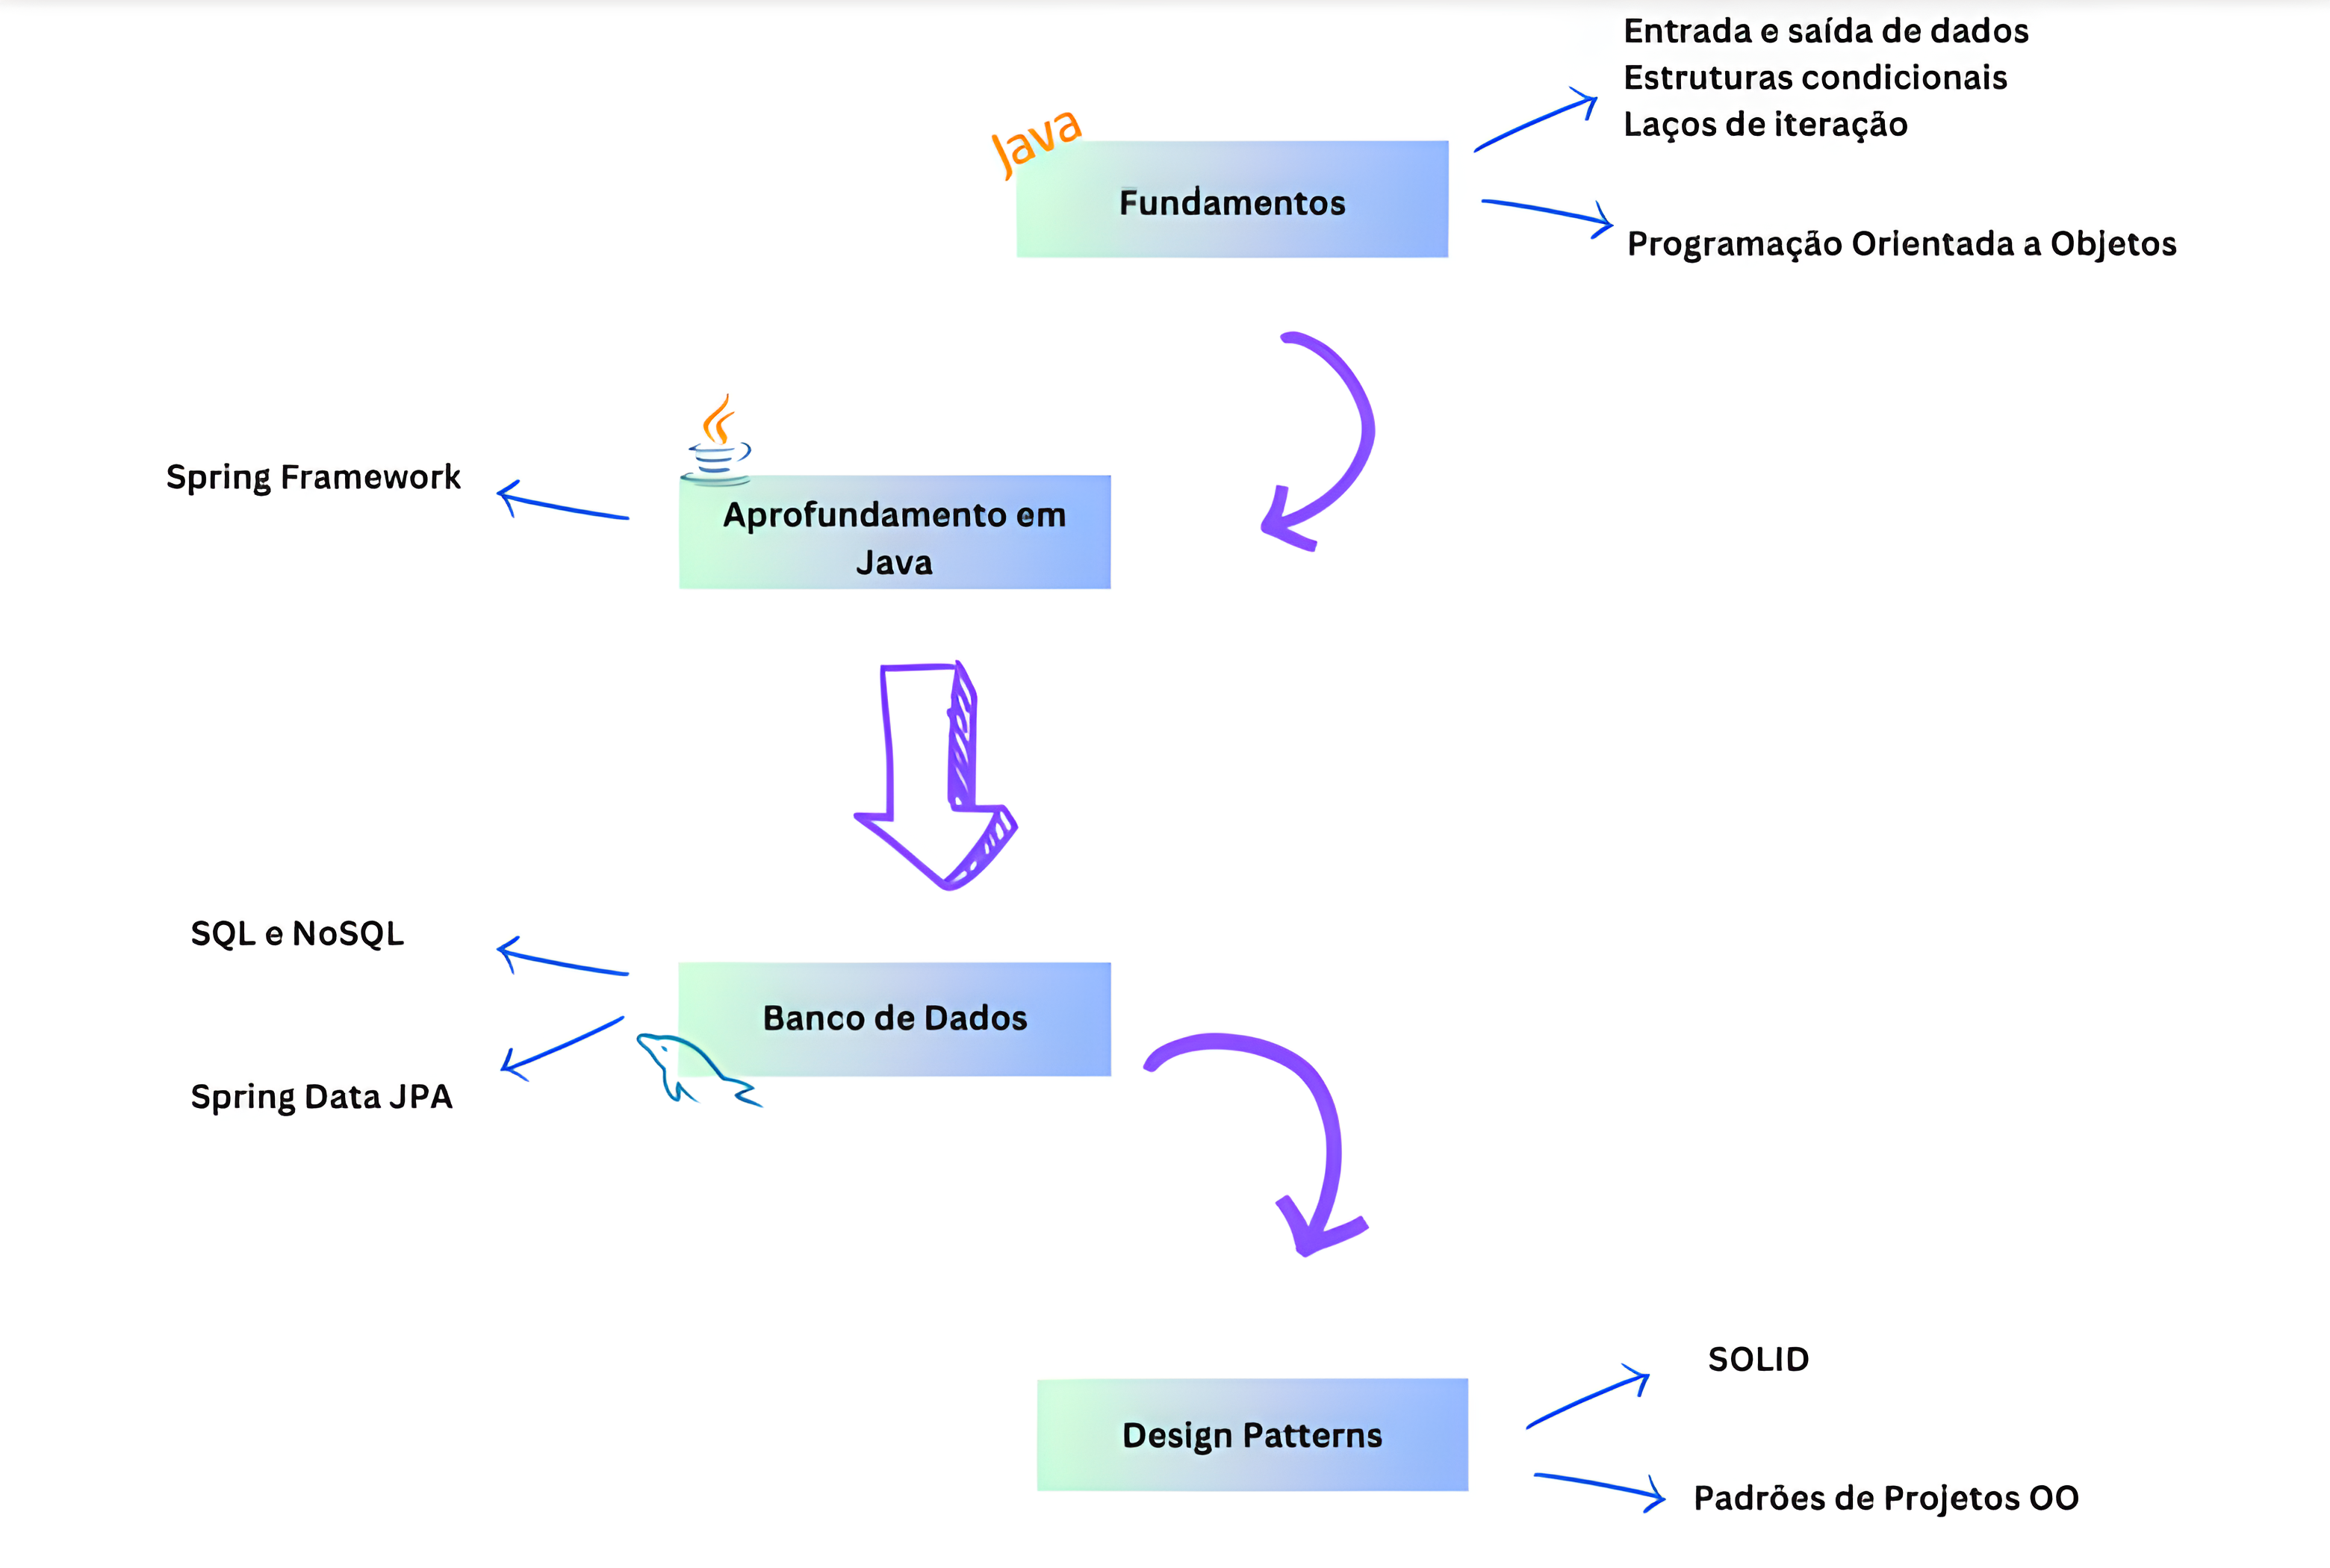 Entrada e saída de dados
Estruturas condicionais
Laços de iteração
Java
Fundamentos
Programação Orientada a Objetos
Spring Framework
Aprofundamento em
Java
SQL e NoSQL
Banco de Dados
Spring Data JPA
SOLID
Design Patterns
Padrões de Projetos OO